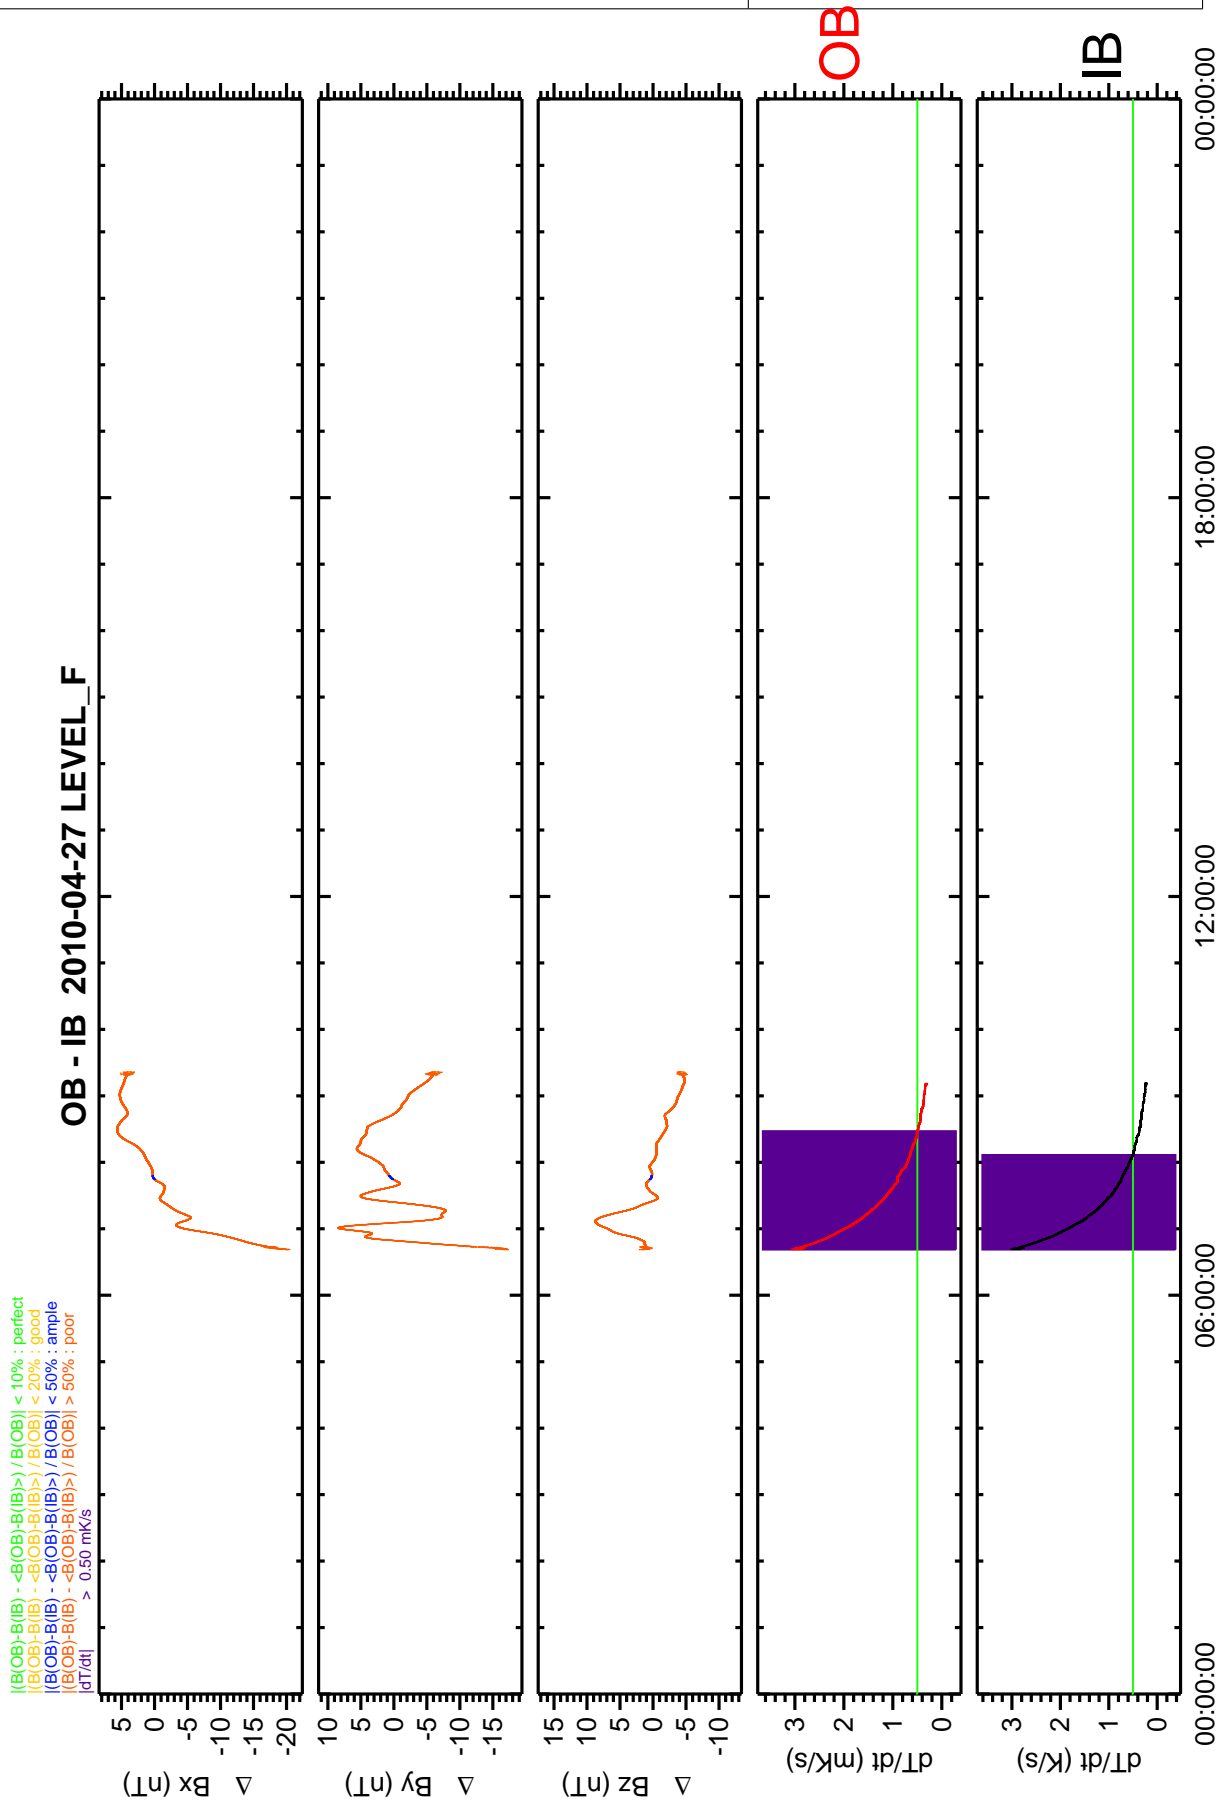 |(B(OB)-B(IB) - <B(OB)-B(IB)>) / B(OB)| < 10% : perfect
|(B(OB)-B(IB) - <B(OB)-B(IB)>) / B(OB)| < 20% : good
|(B(OB)-B(IB) - <B(OB)-B(IB)>) / B(OB)| < 50% : ample
|(B(OB)-B(IB) - <B(OB)-B(IB)>) / B(OB)| > 50% : poor
|dT/dt| > 0.50 mK/s
OB - IB 2010-04-27 LEVEL_F
Δ Bx (nT)
5
0
-5
-10
-15
-20
Δ By (nT)
10
5
0
-5
-10
-15
Δ Bz (nT)
15
10
5
0
-5
-10
dT/dt (mK/s)
3
2
1
0
OB
dT/dt (K/s)
3
2
1
0
IB
00:00:00
06:00:00
12:00:00
18:00:00
00:00:00